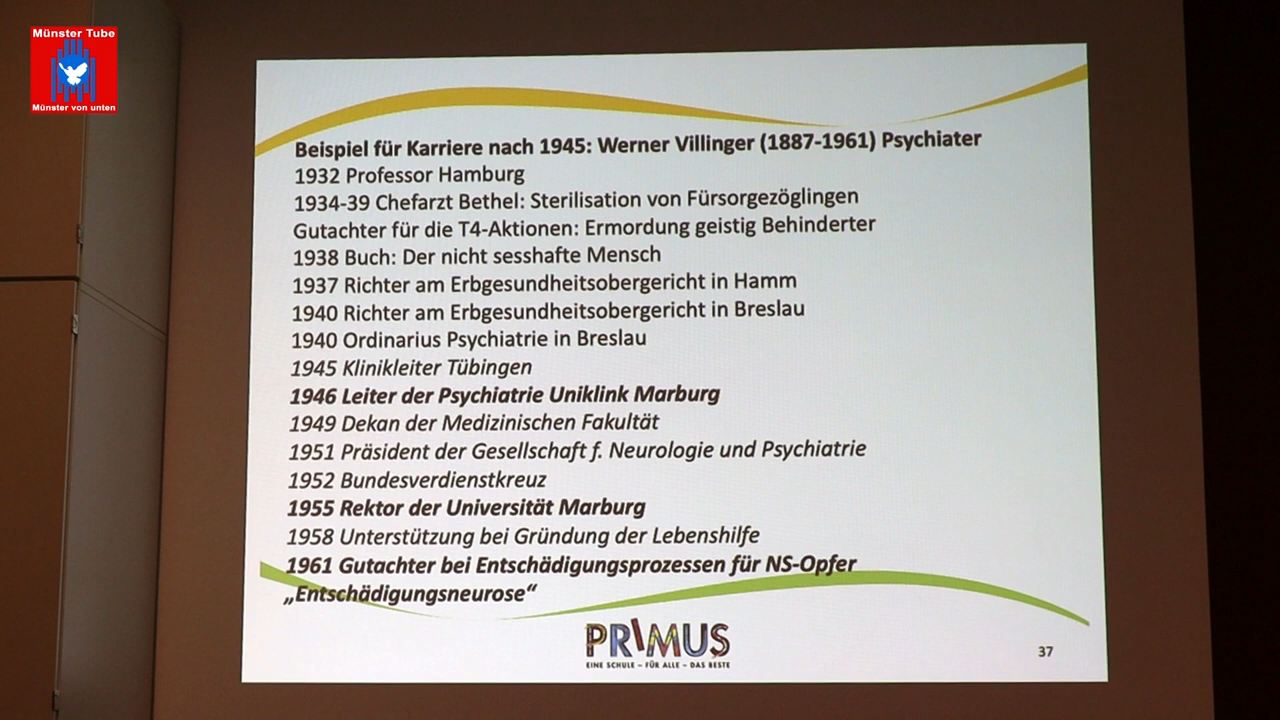 Münster Tube
Münster von unten
Beispiel für Karriere nach 1945: Werner Villinger (1887-1961) Psychiater
1932 Professor Hamburg
1934-39 Chefarzt Bethel: Sterilisation von Fürsorgezöglingen
Gutachter für die T4-Aktionen: Ermordung geistig Behinderter
1938 Buch: Der nicht sesshafte Mensch
1937 Richter am Erbgesundheitsobergericht in Hamm
1940 Richter am Erbgesundheitsobergericht in Breslau
1940 Ordinarius Psychiatrie in Breslau
1945 Klinikleiter Tübingen
1946 Leiter der Psychiatrie Uniklink Marburg
1949 Dekan der Medizinischen Fakultät
1951 Präsident der Gesellschaft f. Neurologie und Psychiatrie
1952 Bundesverdienstkreuz
1955 Rektor der Universität Marburg
1958 Unterstützung bei Gründung der Lebenshilfe
1961 Gutachter bei Entschädigungsprozessen für NS-Opfer
„Entschädigungsneurose“
PRIMUS
EINE SCHULE – FÜR ALLE – DAS BESTE
37